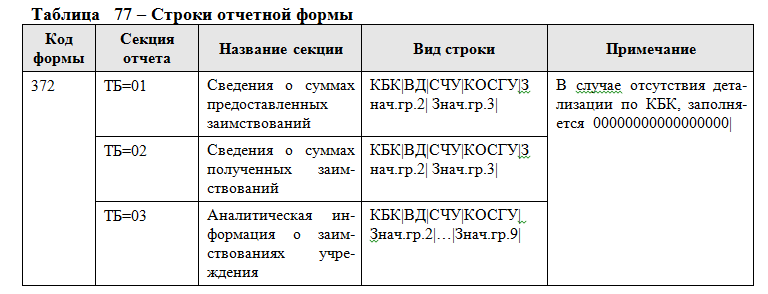 Таблица 77 – Строки отчетной формы
Код
формы
Секция
отчета
Название секции
Вид строки
Примечание
372
ТБ=01
Сведения о суммах
предоставленных
заимствований
КБК|ВД|СЧУ|КОСГУ|З
нач.гр.2| Знач.гр.3|
В случае отсутствия дета-
лизации по КБК, заполня-
ется 00000000000000000|
ТБ=02
Сведения о суммах
полученных заим-
ствований
КБК|ВД|СЧУ|КОСГУ|З
нач.гр.2| Знач.гр.3|
ТБ=03
Аналитическая ин-
формация о заим-
ствованиях учре-
ждения
КБК|ВД|СЧУ|КОСГУ|
Знач.гр.2|…|Знач.гр.9|